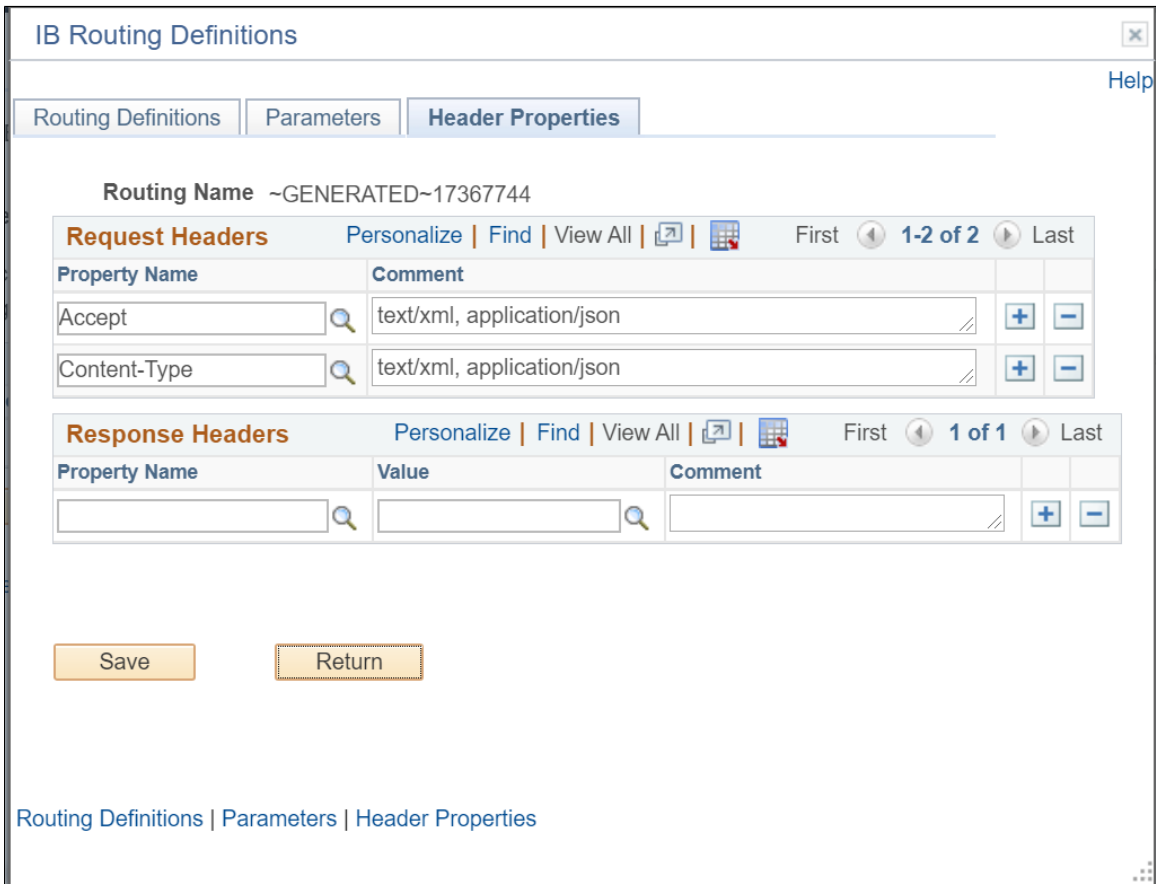 IB Routing Definitions
Help
Routing Definitions Parameters Header Properties
Routing Name ~GENERATED~17367744
Request Headers Personalize | Find | View All | | First 1-2 of 2 Last
Property Name Comment
Accept text/xml, application/json
Content-Type text/xml, application/json
Response Headers Personalize | Find | View All | | First 1 of 1 Last
Property Name Value Comment
Save Return
Routing Definitions | Parameters | Header Properties